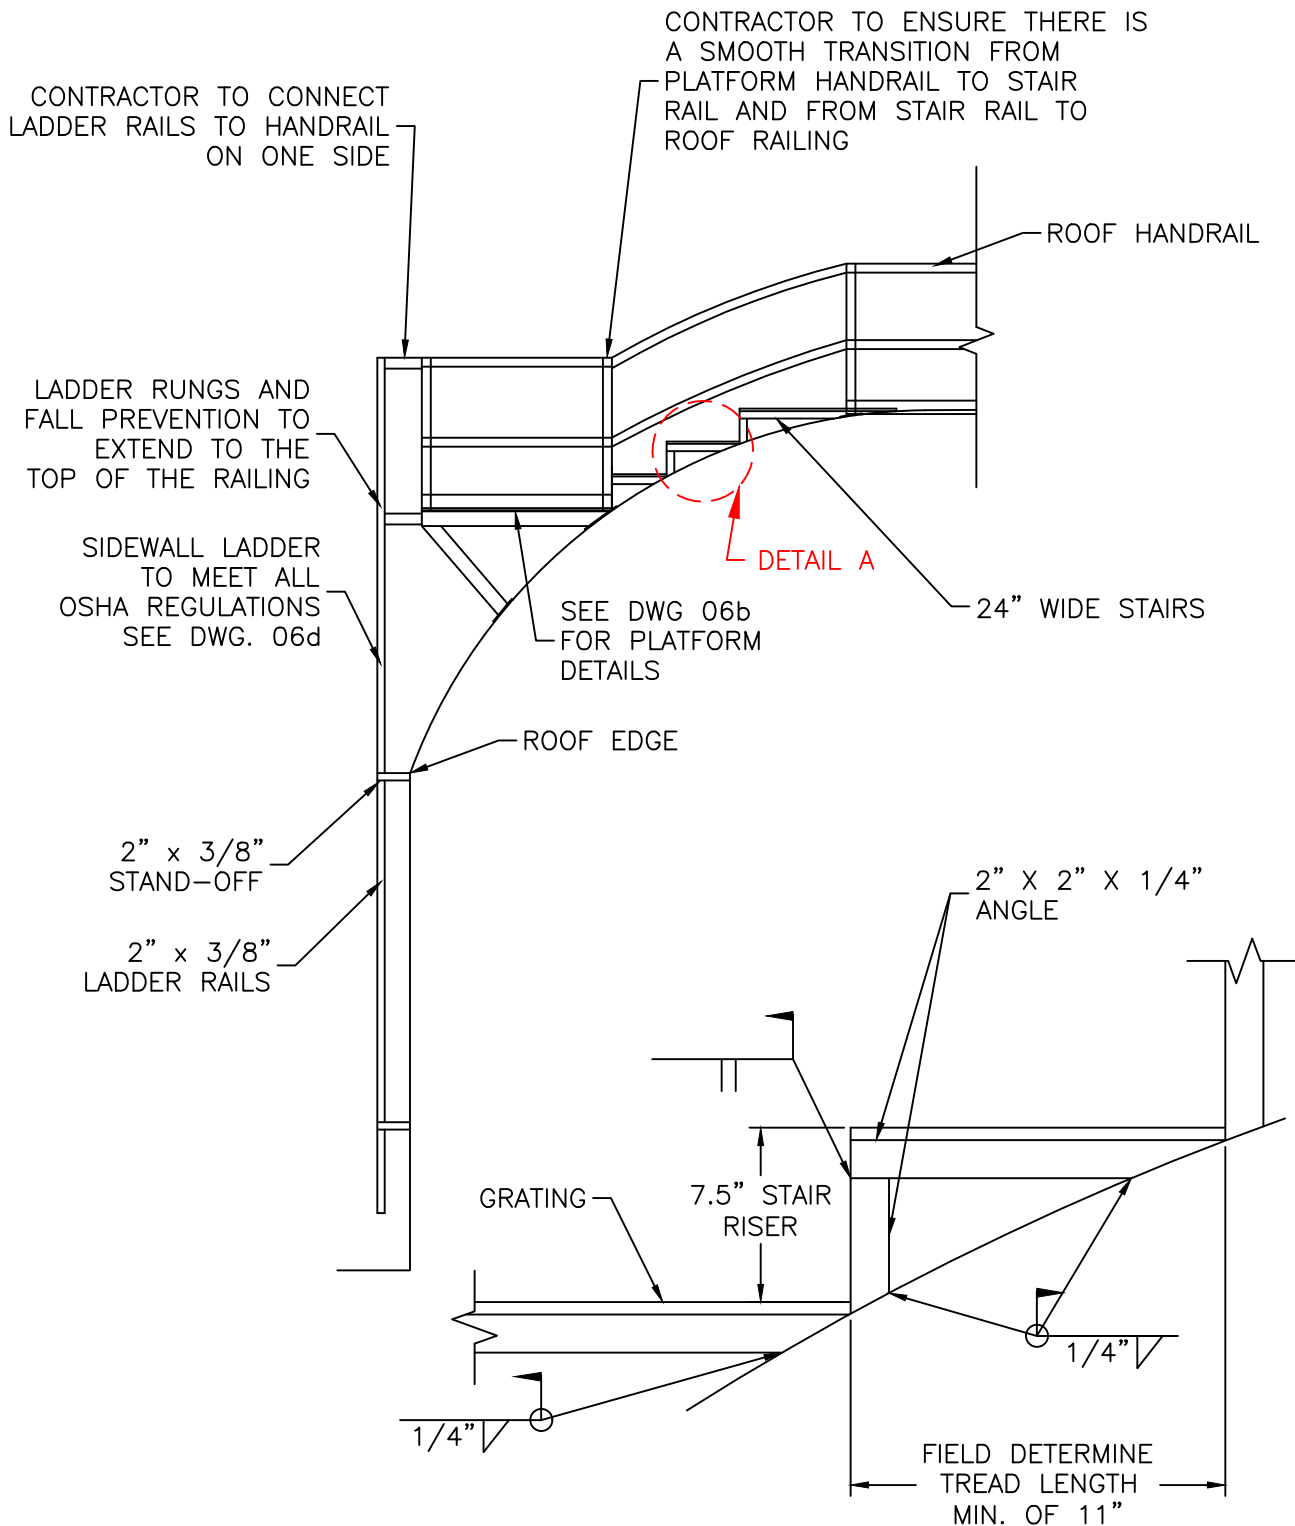 CONTRACTOR TO ENSURE THERE IS
A SMOOTH TRANSITION FROM
PLATFORM HANDRAIL TO STAIR
RAIL AND FROM STAIR RAIL TO
ROOF RAILING
CONTRACTOR TO CONNECT
LADDER RAILS TO HANDRAIL
ON ONE SIDE
ROOF HANDRAIL
LADDER RUNGS AND
FALL PREVENTION TO
EXTEND TO THE
TOP OF THE RAILING
SIDEWALL LADDER
TO MEET ALL
OSHA REGULATIONS
SEE DWG. 06d
DETAIL A
SEE DWG 06b
FOR PLATFORM
DETAILS
24” WIDE STAIRS
ROOF EDGE
2” x 3/8”
STAND-OFF
2” x 3/8”
LADDER RAILS
2” X 2” X 1/4”
ANGLE
GRATING
7.5” STAIR
RISER
1/4”
1/4”
FIELD DETERMINE
TREAD LENGTH
MIN. OF 11”